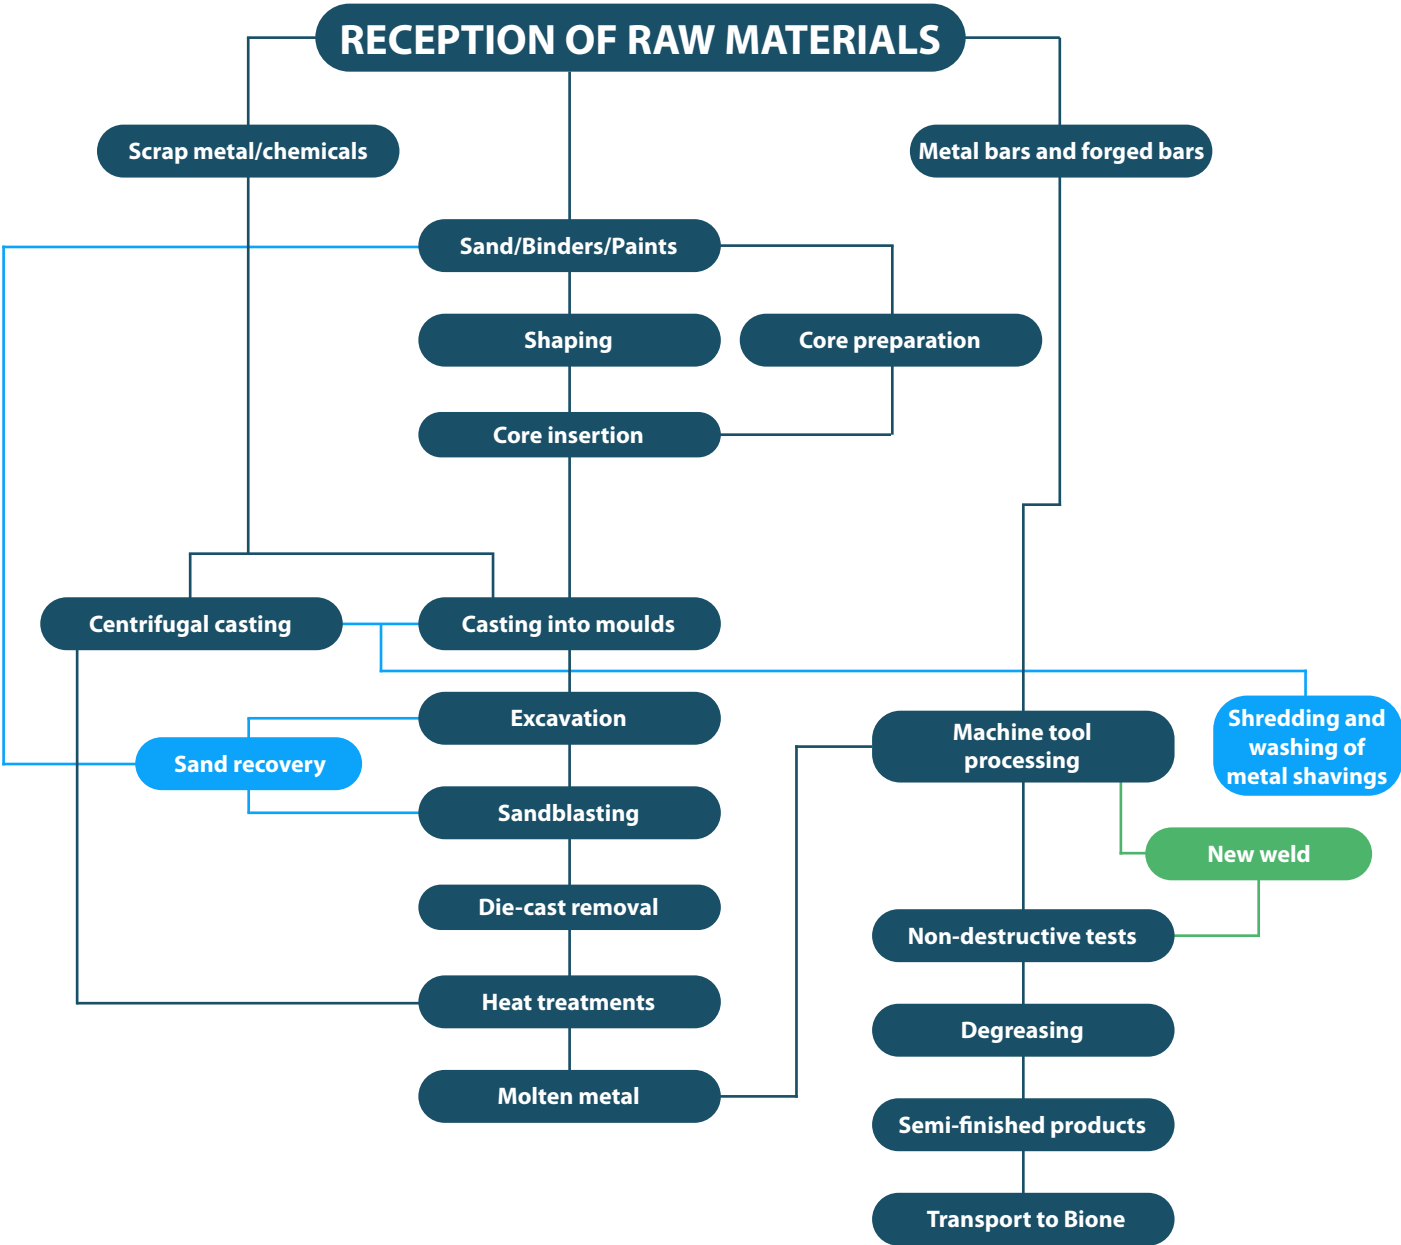 RECEPTION OF RAW MATERIALS
Scrap metal/chemicals
Metal bars and forged bars
Sand/Binders/Paints
Shaping
Core preparation
Core insertion
Centrifugal casting
Casting into moulds
Excavation
Sand recovery
Machine tool
processing
Shredding and
washing of
metal shavings
Sandblasting
New weld
Die-cast removal
Non-destructive tests
Heat treatments
Degreasing
Molten metal
Semi-finished products
Transport to Bione